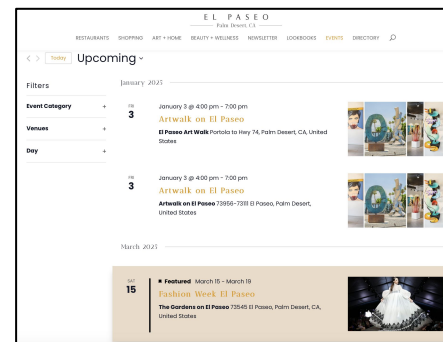 EL PASEO
Palm Desert, CA
RESTAURANTS SHOPPING ART + HOME BEAUTY + WELLNESS NEWSLETTER LOOKBOOKS EVENTS DIRECTORY
Today Upcoming
Filters
Event Category +
Venues +
Day +
January 2025
FRI
3
January 3 @ 4:00 pm - 7:00 pm
Artwalk on El Paseo
El Paseo Art Walk Portola to Hwy 74, Palm Desert, CA, United
States
FRI
3
January 3 @ 4:00 pm - 7:00 pm
Artwalk on El Paseo
Artwalk on El Paseo 73956-73111 El Paseo, Palm Desert,
United States
March 2025
SAT
15
Featured March 15 - March 19
Fashion Week El Paseo
The Gardens on El Paseo 73545 El Paseo, Palm Desert, CA,
United States